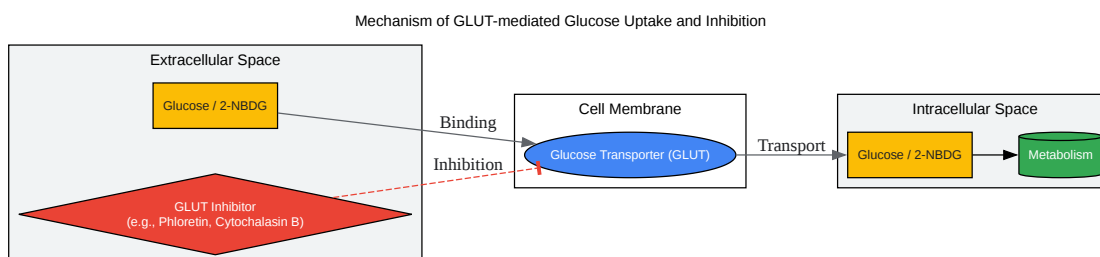 Mechanism of GLUT-mediated Glucose Uptake and Inhibition
Extracellular Space
Glucose / 2-NBDG
GLUT Inhibitor
(e.g., Phloretin, Cytochalasin B)
Binding
Inhibition
Cell Membrane
Glucose Transporter (GLUT)
Transport
Intracellular Space
Glucose / 2-NBDG
Metabolism